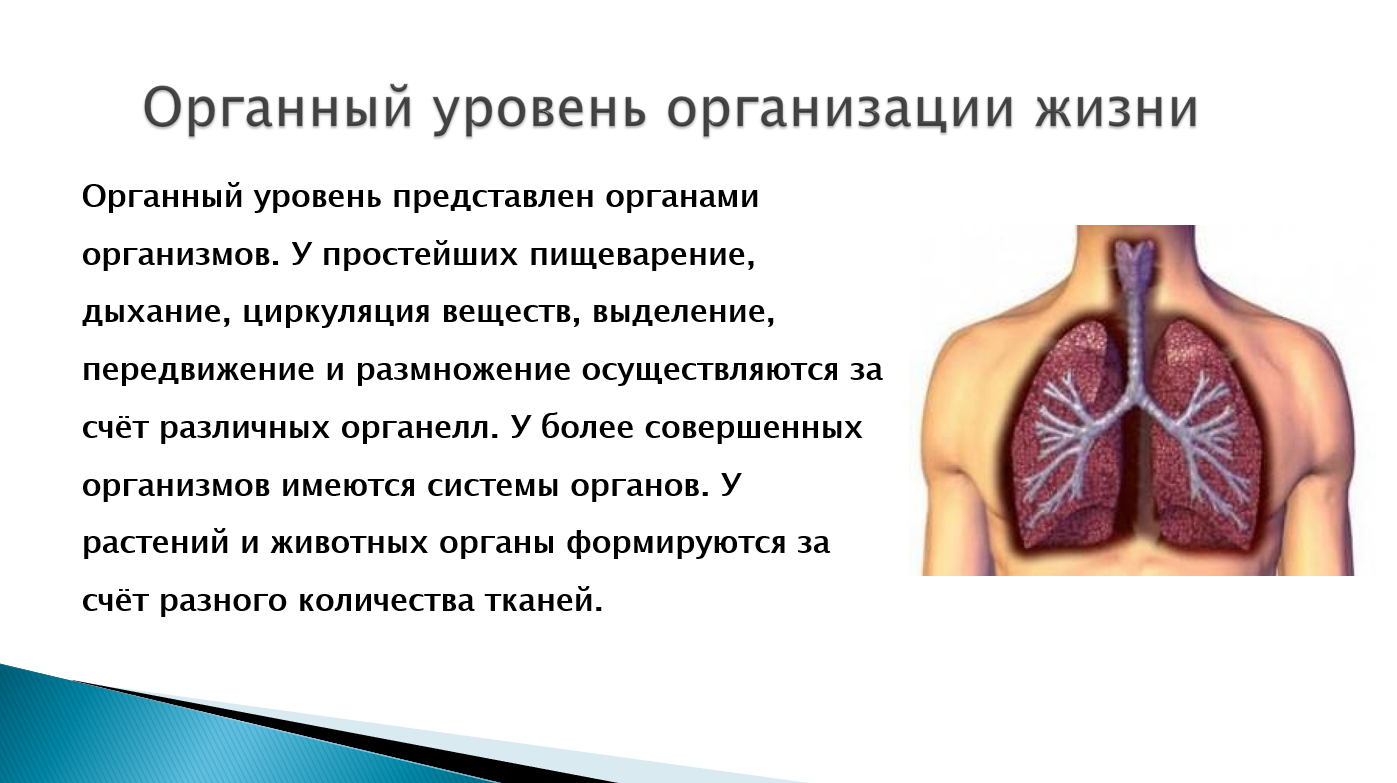 Органный уровень организации жизни
Органный уровень представлен органами
организмов. У простейших пищеварение,
дыхание, циркуляция веществ, выделение,
передвижение и размножение осуществляются за
счёт различных органелл. У более совершенных
организмов имеются системы органов. У
растений и животных органы формируются за
счёт разного количества тканей.